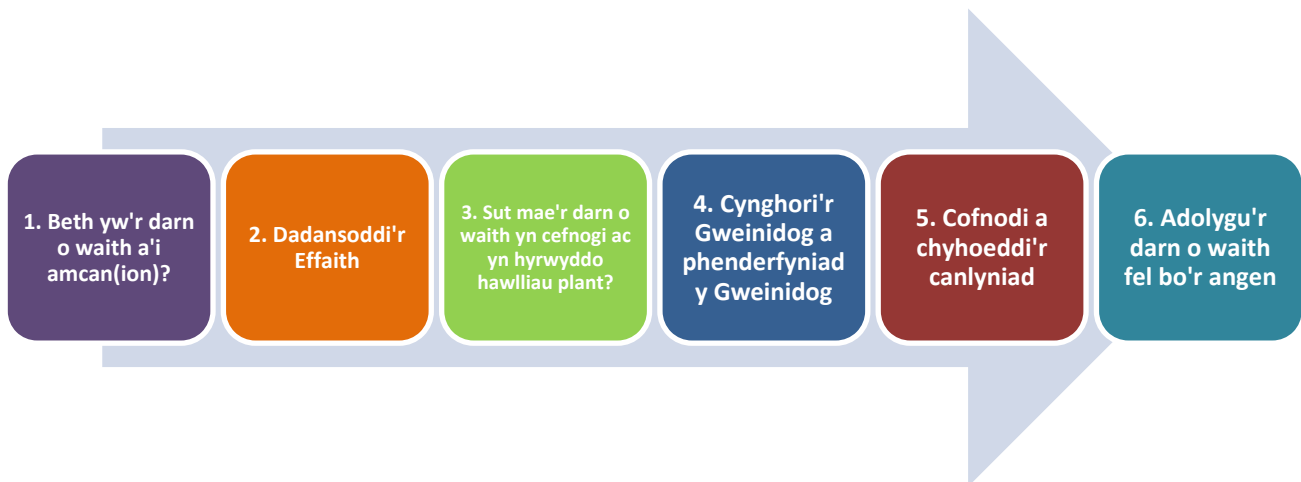 1. Beth yw'r darn
o waith a'i
amcan(ion)?
2. Dadansoddi'r
Effaith
3. Sut mae'r darn o
waith yn cefnogi ac
yn hyrwyddo
hawlliau plant?
4. Cynghori'r
Gweinidog a
phenderfyniad
y Gweinidog
5. Cofnodi a
chyhoeddi'r
canlyniad
6. Adolygu'r
darn o waith
fel bo'r angen